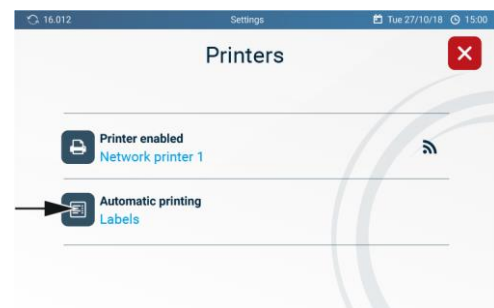 16.012 Settings Tue 27/10/18 15:00
Printers
Printer enabled
Network printer 1
Automatic printing
Labels